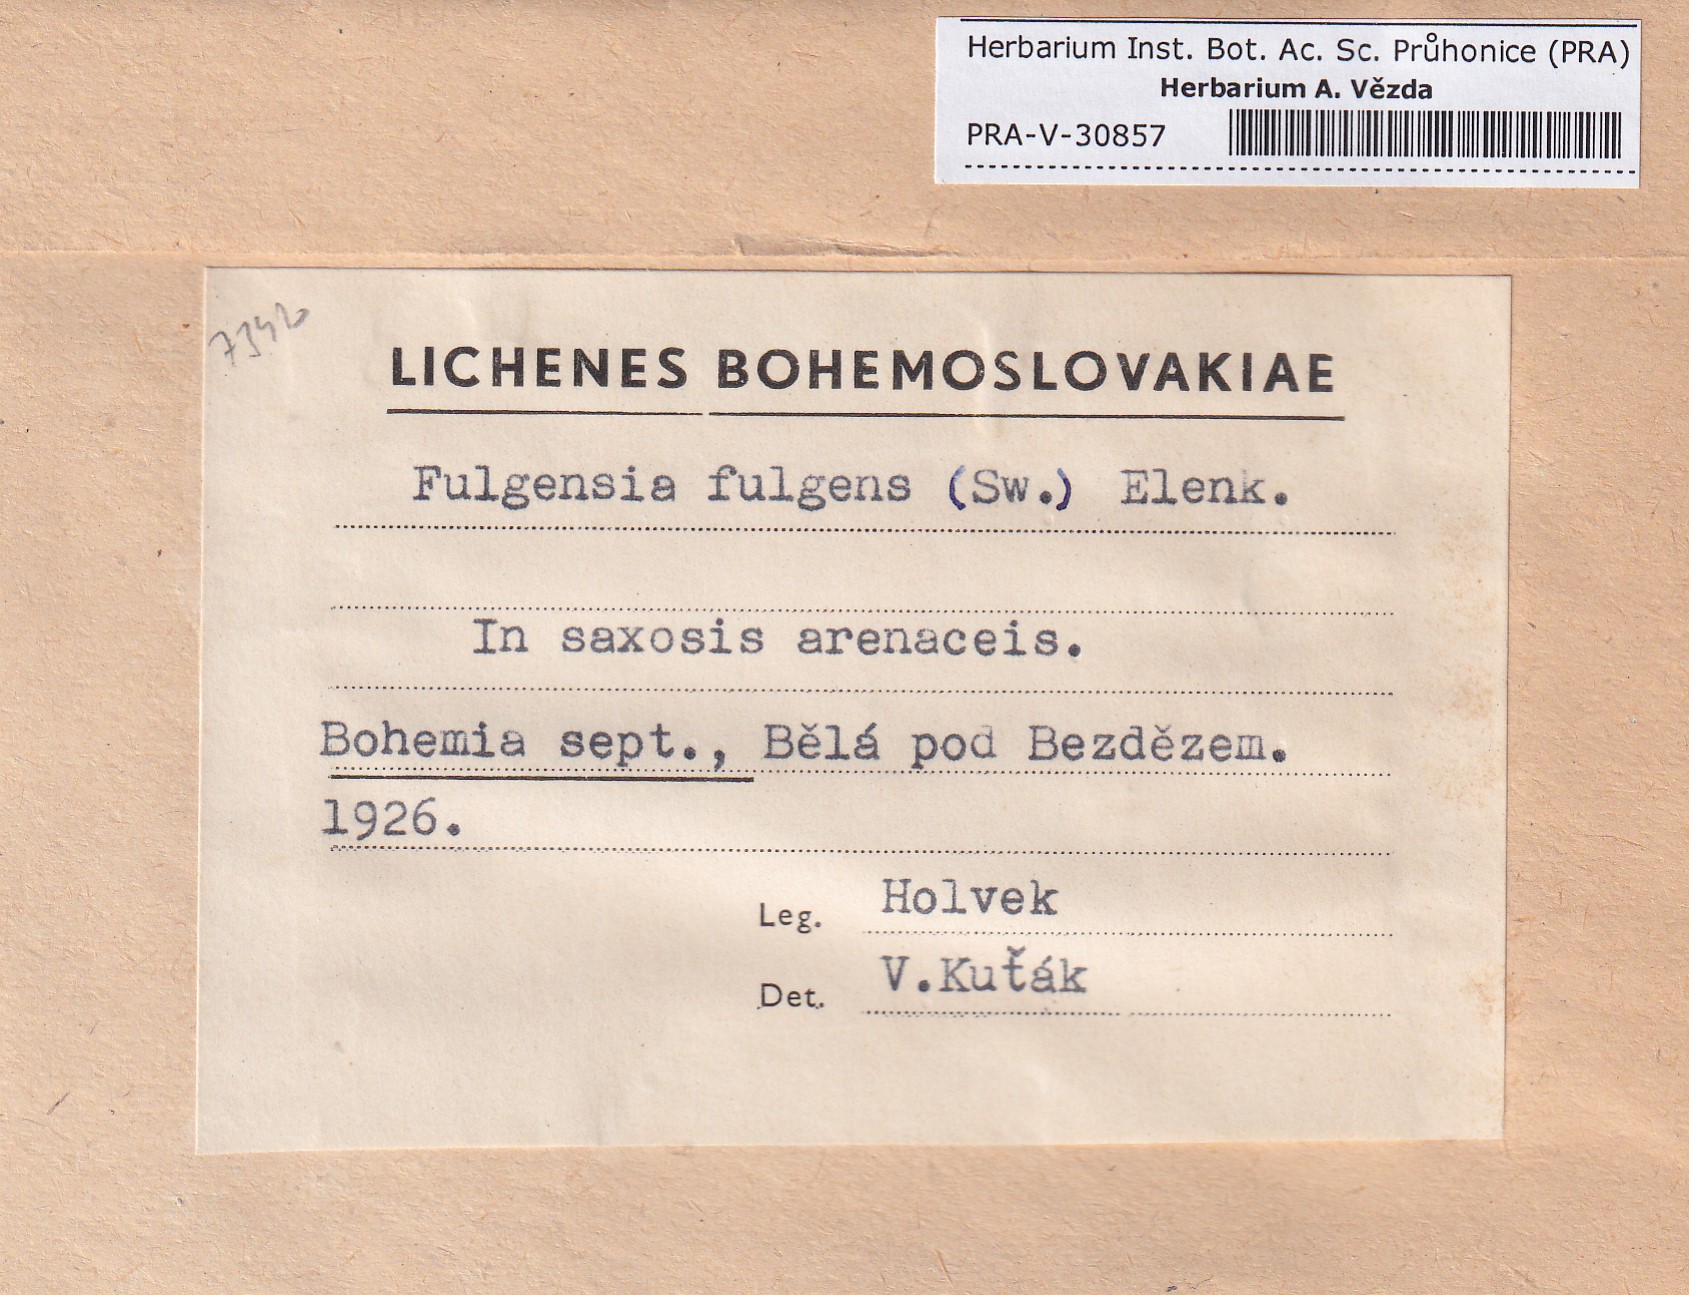 Herbarium Inst. Bot. Ac. Sc. Průhonice (PRA)
Herbarium A. Vězda
PRA-V-30857
7342
LICHENES BOHEMOSLOVAKIAE
Fulgensia fulgens (Sw.) Elenk.
In saxosis arenaceis.
Bohemia sept., Bělá pod Bezdězem.
1926.
Leg. Holvek
Det. V.Kuťák